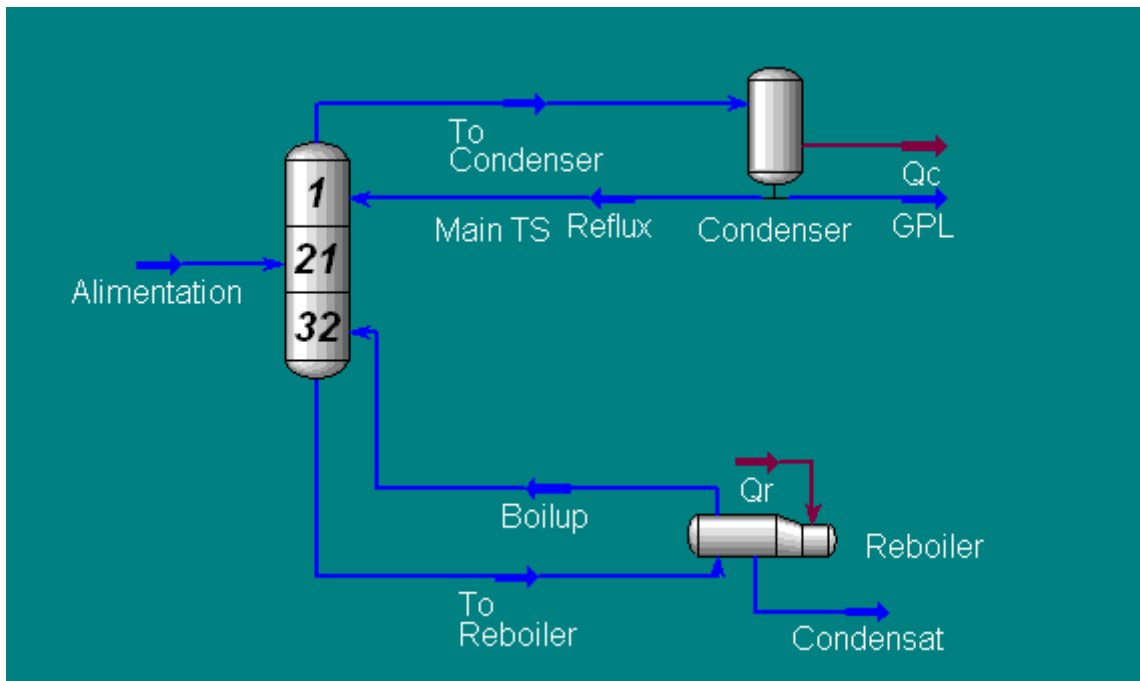 To
Condenser
Qc
1
Main TS
Reflux
Condenser
GPL
21
Alimentation
32
Qr
Boilup
Reboiler
To
Reboiler
Condensat